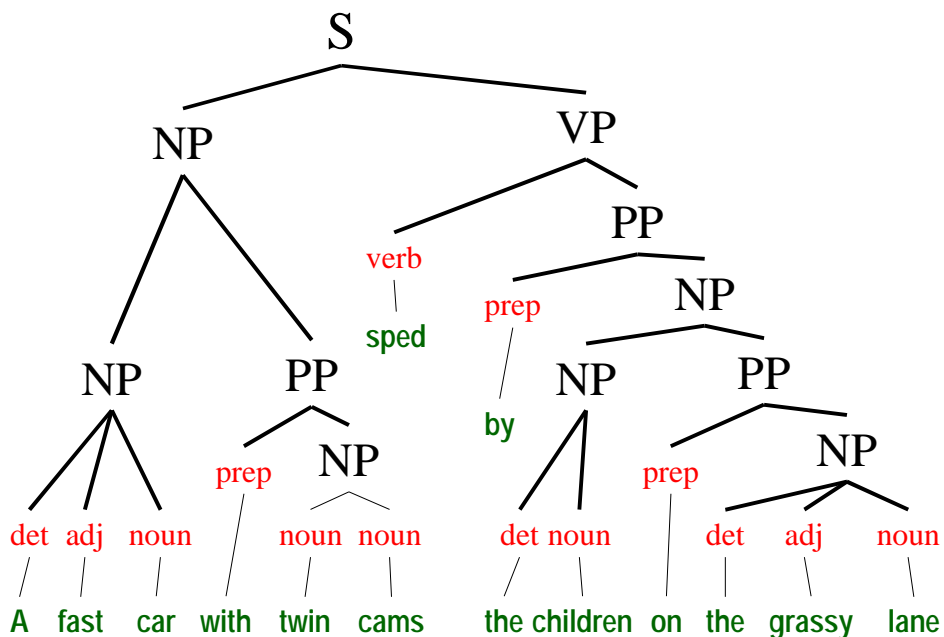 S
NP VP
verb PP
sped prep NP
NP PP NP PP
by
prep NP prep NP
det adj noun noun noun det noun det adj noun
A fast car with twin cams the children on the grassy lane